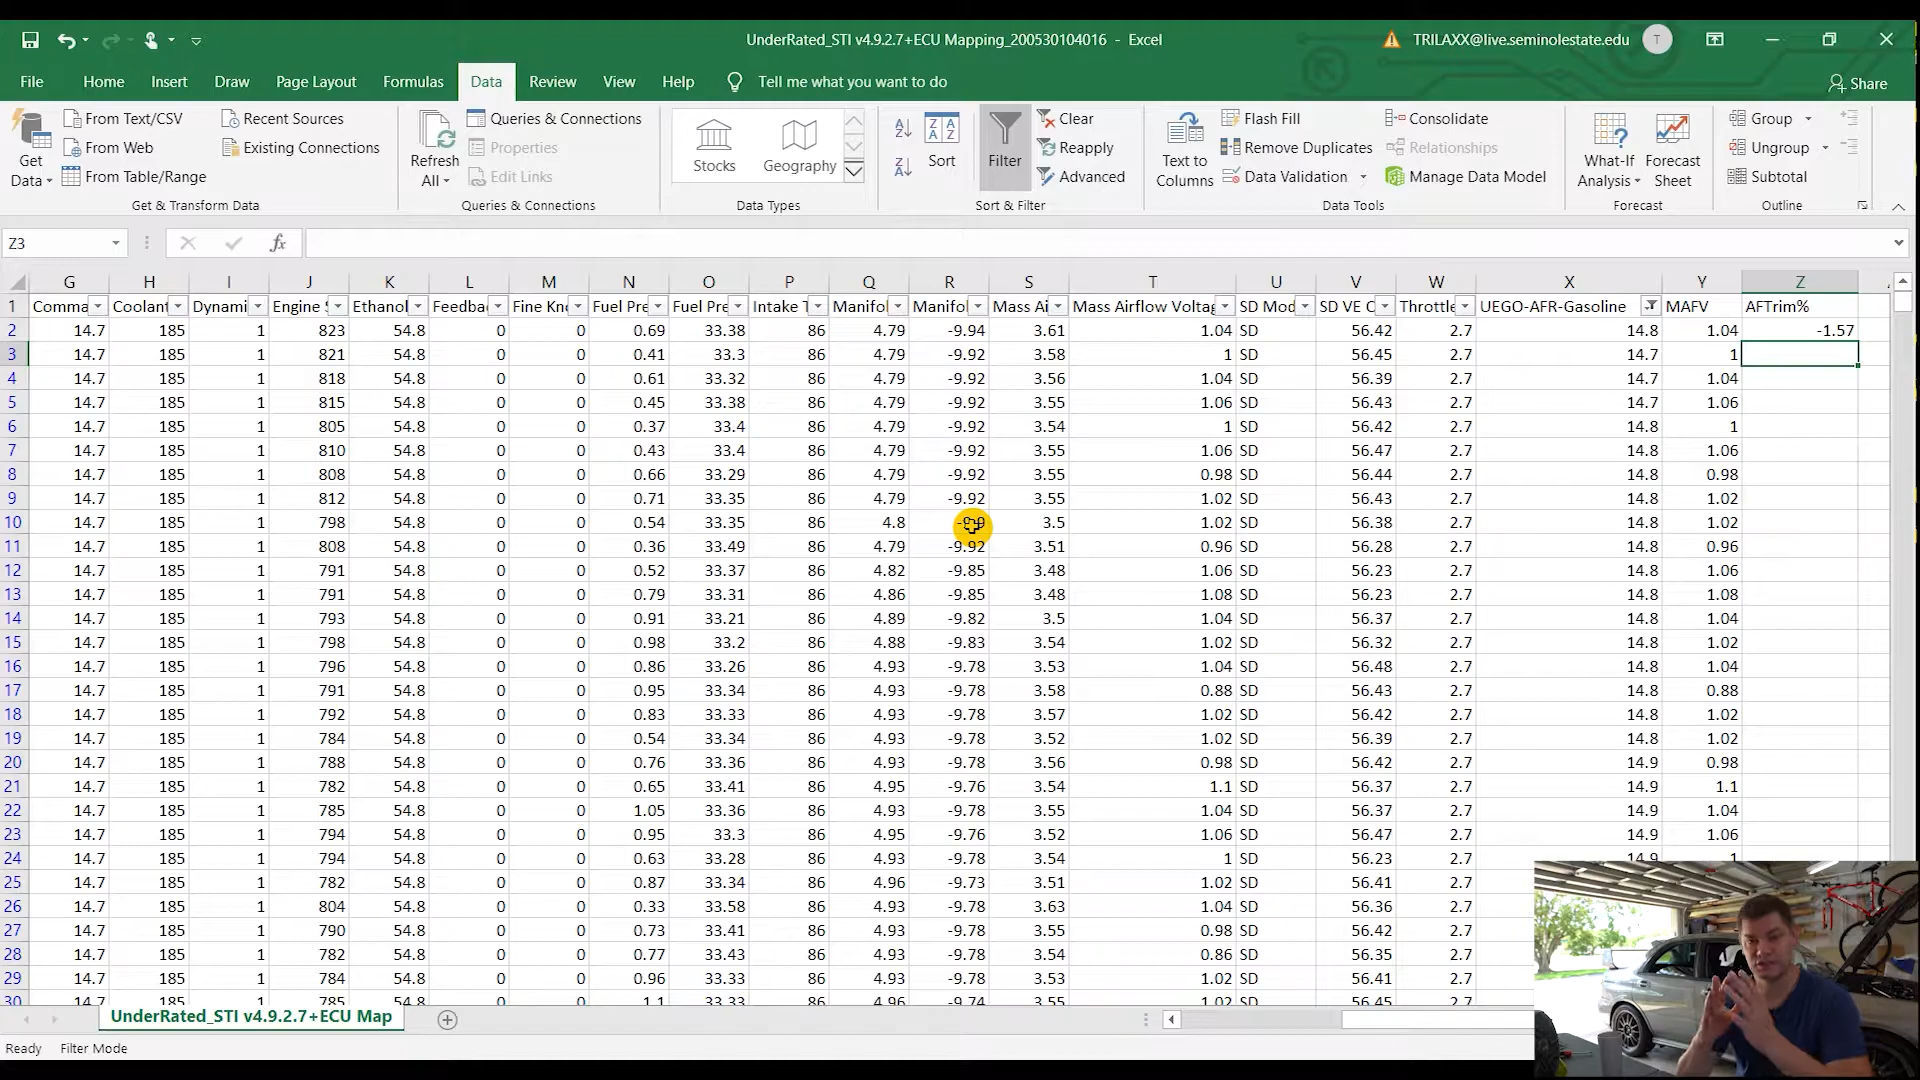 UnderRated_STI v4.9.2.7+ECU Mapping_200530104016 - Excel
TRILAXX@live.seminolestate.edu
T
File Home Insert Draw Page Layout Formulas Data Review View Help Tell me what you want to do
Share
Get Data
From Text/CSV
From Web
From Table/Range
Recent Sources
Existing Connections
Get & Transform Data
Refresh All
Queries & Connections
Properties
Edit Links
Queries & Connections
Stocks
Geography
Data Types
Sort
Filter
Clear
Reapply
Advanced
Sort & Filter
Text to Columns
Flash Fill
Remove Duplicates
Data Validation
Consolidate
Relationships
Manage Data Model
Data Tools
What-If Analysis
Forecast Sheet
Forecast
Group
Ungroup
Subtotal
Outline
Z3
fx
G H I J K L M N O P Q R S T U V W X Y Z
1 Comma Coolant Dynami Engine Ethanol Feedba Fine Kn Fuel Pre Fuel Pre Intake Manifol Manifol Mass Ai Mass Airflow Voltag SD Mod SD VE C Throttle UEGO-AFR-Gasoline MAFV AFTrim%
2 14.7 185 1 823 54.8 0 0 0.69 33.38 86 4.79 -9.94 3.61 1.04 SD 56.42 2.7 14.8 1.04 -1.57
3 14.7 185 1 821 54.8 0 0 0.41 33.3 86 4.79 -9.92 3.58 1 SD 56.45 2.7 14.7 1
4 14.7 185 1 818 54.8 0 0 0.61 33.32 86 4.79 -9.92 3.56 1.04 SD 56.39 2.7 14.7 1.04
5 14.7 185 1 815 54.8 0 0 0.45 33.38 86 4.79 -9.92 3.55 1.06 SD 56.43 2.7 14.7 1.06
6 14.7 185 1 805 54.8 0 0 0.37 33.4 86 4.79 -9.92 3.54 1 SD 56.42 2.7 14.8 1
7 14.7 185 1 810 54.8 0 0 0.43 33.4 86 4.79 -9.92 3.55 1.06 SD 56.47 2.7 14.8 1.06
8 14.7 185 1 808 54.8 0 0 0.66 33.29 86 4.79 -9.92 3.55 0.98 SD 56.44 2.7 14.8 0.98
9 14.7 185 1 812 54.8 0 0 0.71 33.35 86 4.79 -9.92 3.55 1.02 SD 56.43 2.7 14.8 1.02
10 14.7 185 1 798 54.8 0 0 0.54 33.35 86 4.8 3.5 1.02 SD 56.38 2.7 14.8 1.02
11 14.7 185 1 808 54.8 0 0 0.36 33.49 86 4.79 -9.92 3.51 0.96 SD 56.28 2.7 14.8 0.96
12 14.7 185 1 791 54.8 0 0 0.52 33.37 86 4.82 -9.85 3.48 1.06 SD 56.23 2.7 14.8 1.06
13 14.7 185 1 791 54.8 0 0 0.79 33.31 86 4.86 -9.85 3.48 1.08 SD 56.23 2.7 14.8 1.08
14 14.7 185 1 793 54.8 0 0 0.91 33.21 86 4.89 -9.82 3.5 1.04 SD 56.37 2.7 14.8 1.04
15 14.7 185 1 798 54.8 0 0 0.98 33.2 86 4.88 -9.83 3.54 1.02 SD 56.32 2.7 14.8 1.02
16 14.7 185 1 796 54.8 0 0 0.86 33.26 86 4.93 -9.78 3.53 1.04 SD 56.48 2.7 14.8 1.04
17 14.7 185 1 791 54.8 0 0 0.95 33.34 86 4.93 -9.78 3.58 0.88 SD 56.43 2.7 14.8 0.88
18 14.7 185 1 792 54.8 0 0 0.83 33.33 86 4.93 -9.78 3.57 1.02 SD 56.42 2.7 14.8 1.02
19 14.7 185 1 784 54.8 0 0 0.54 33.34 86 4.93 -9.78 3.52 1.02 SD 56.39 2.7 14.8 1.02
20 14.7 185 1 788 54.8 0 0 0.76 33.36 86 4.93 -9.78 3.56 0.98 SD 56.42 2.7 14.9 0.98
21 14.7 185 1 782 54.8 0 0 0.65 33.41 86 4.95 -9.76 3.54 1.1 SD 56.37 2.7 14.9 1.1
22 14.7 185 1 785 54.8 0 0 1.05 33.36 86 4.93 -9.78 3.55 1.04 SD 56.37 2.7 14.9 1.04
23 14.7 185 1 794 54.8 0 0 0.95 33.3 86 4.95 -9.76 3.52 1.06 SD 56.47 2.7 14.9 1.06
24 14.7 185 1 794 54.8 0 0 0.63 33.28 86 4.93 -9.78 3.54 1 SD 56.23 2.7 14.9 1
25 14.7 185 1 782 54.8 0 0 0.87 33.34 86 4.96 -9.73 3.51 1.02 SD 56.41 2.7
26 14.7 185 1 804 54.8 0 0 0.33 33.58 86 4.93 -9.78 3.63 1.04 SD 56.36 2.7
27 14.7 185 1 790 54.8 0 0 0.73 33.41 86 4.93 -9.78 3.55 0.98 SD 56.42 2.7
28 14.7 185 1 782 54.8 0 0 0.77 33.43 86 4.93 -9.78 3.54 0.86 SD 56.35 2.7
29 14.7 185 1 784 54.8 0 0 0.96 33.33 86 4.93 -9.78 3.53 1.02 SD 56.41 2.7
30 14.7 185 1 785 54.8 0 0 1.1 33.33 86 4.96 -9.74 3.55 1.02 SD 56.45 2.7
UnderRated_STI v4.9.2.7+ECU Map
Ready Filter Mode